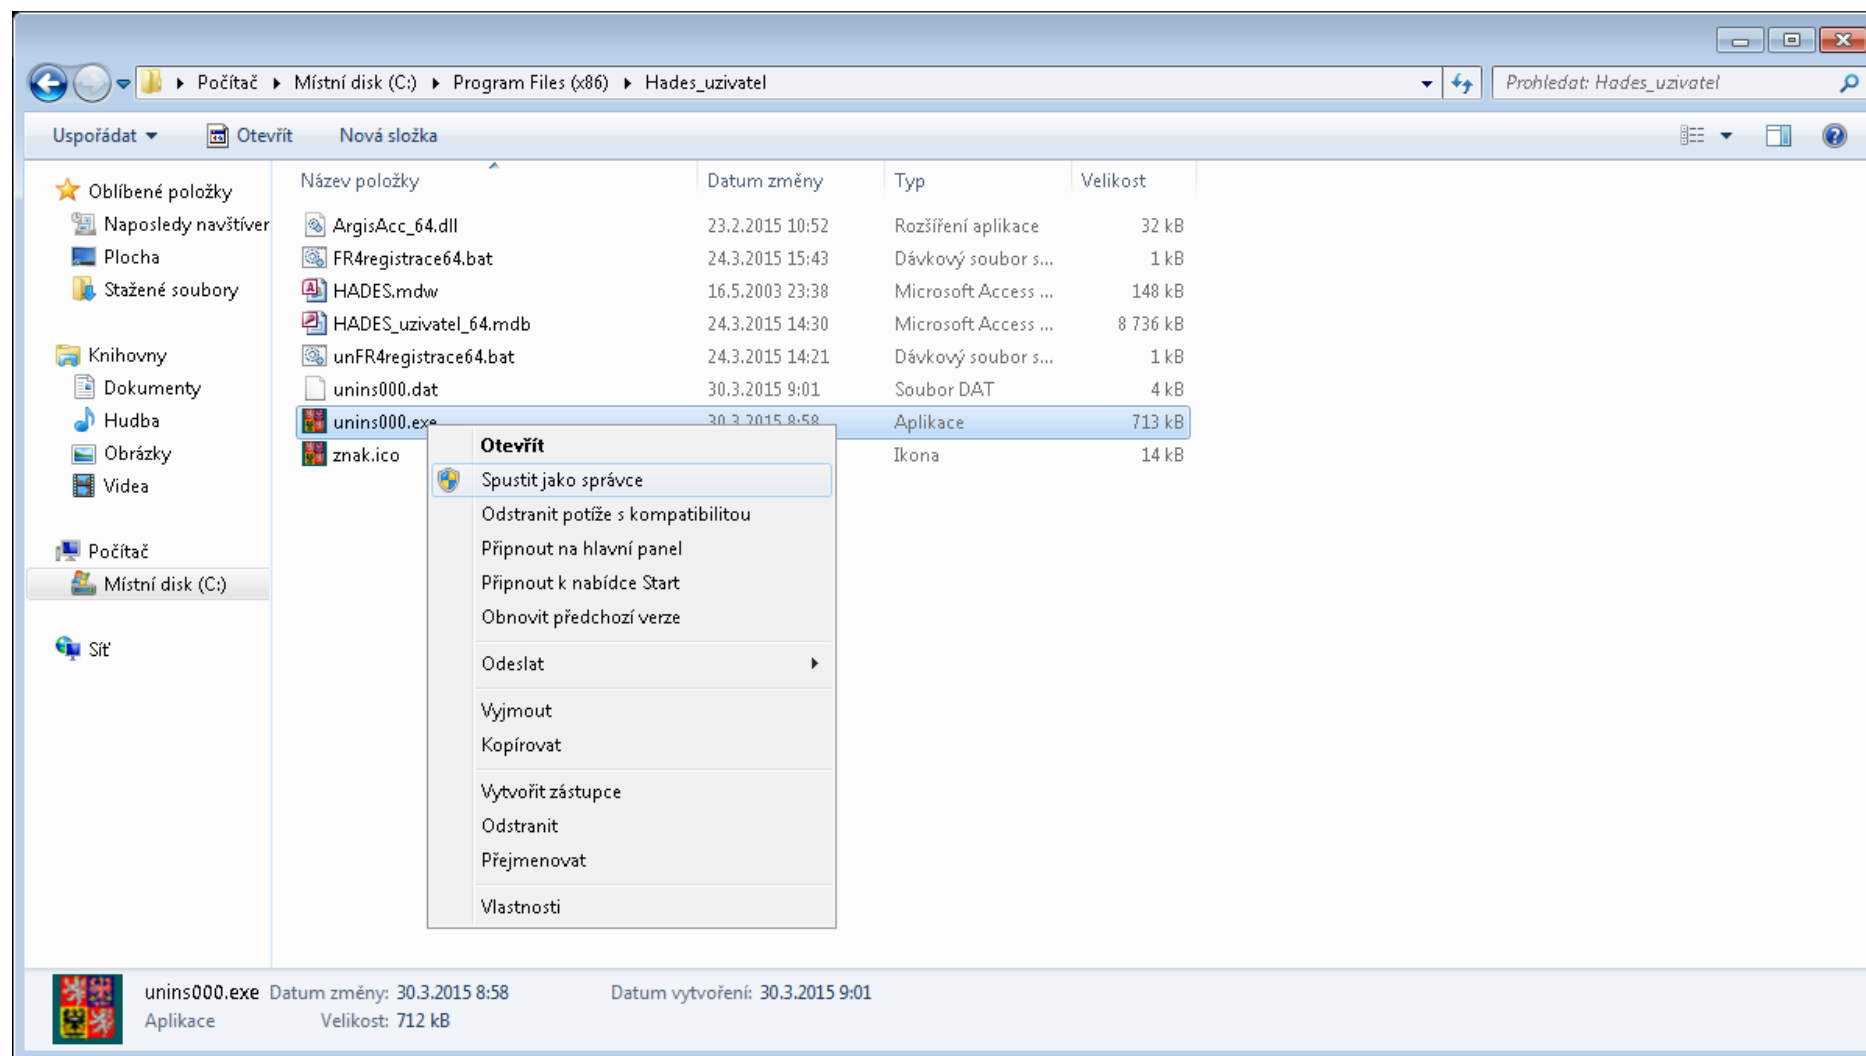 Počítač Místní disk (C:) Program Files (x86) Hades_uzivatel Prohledat: Hades_uzivatel
Uspořádat Otevřít Nová složka
Název položky Datum změny Typ Velikost
Oblíbené položky
Naposledy navštíver
Plocha
Stažené soubory
Knihovny
Dokumenty
Hudba
Obrázky
Videa
Počítač
Místní disk (C:)
Síť
ArgisAcc_64.dll 23.2.2015 10:52 Rozšíření aplikace 32 kB
FR4registrace64.bat 24.3.2015 15:43 Dávkový soubor s... 1 kB
HADES.mdw 16.5.2003 23:38 Microsoft Access ... 148 kB
HADES_uzivatel_64.mdb 24.3.2015 14:30 Microsoft Access ... 8 736 kB
unFR4registrace64.bat 24.3.2015 14:21 Dávkový soubor s... 1 kB
unins000.dat 30.3.2015 9:01 Soubor DAT 4 kB
unins000.exe 30.3.2015 8:58 Aplikace 713 kB
znak.ico Ikona 14 kB
Otevřít
Spustit jako správce
Odstranit potíže s kompatibilitou
Připnout na hlavní panel
Připnout k nabídce Start
Obnovit předchozí verze
Odeslat
Vyjmout
Kopírovat
Vytvořit zástupce
Odstranit
Přejmenovat
Vlastnosti
unins000.exe Datum změny: 30.3.2015 8:58 Datum vytvoření: 30.3.2015 9:01
Aplikace Velikost: 712 kB